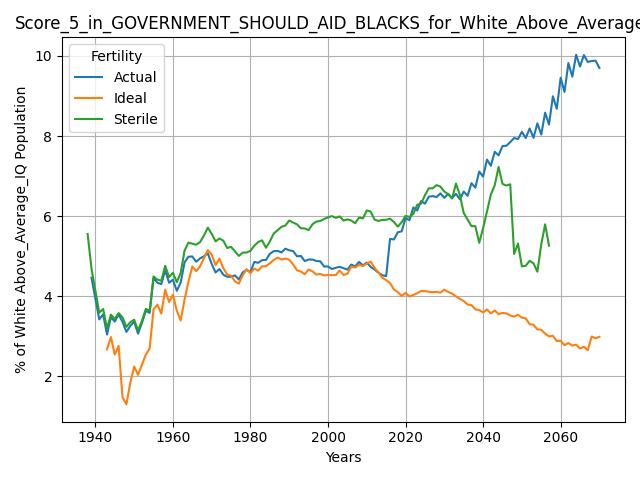 Score_5_in_GOVERNMENT_SHOULD_AID_BLACKS_for_White_Above_Average
Fertility
Actual
Ideal
Sterile
% of White Above_Average_IQ Population
10
8
6
4
2
1940 1960 1980 2000 2020 2040 2060
Years